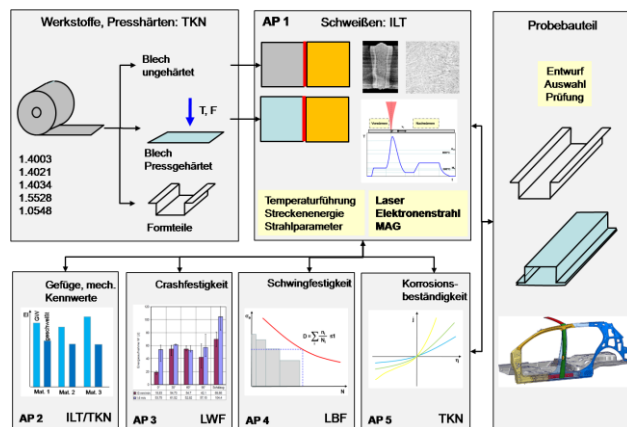 Werkstoffe, Presshärten: TKN
Blech
ungehärtet
T, F
Blech
Pressgehärtet
Formteile
1.4003
1.4021
1.4034
1.5528
1.0548
AP 1
Schweißen: ILT
Temperaturführung
Streckenenergie
Strahlparameter
Laser
Elektronenstrahl
MAG
Probebauteil
Entwurf
Auswahl
Prüfung
Gefüge, mech.
Kennwerte
Mat. 1
Mat. 2
Mat. 3
AP 2
ILT/TKN
Crashfestigkeit
AP 3
LWF
Schwingfestigkeit
N
AP 4
LBF
Korrosions-
beständigkeit
AP 5
TKN